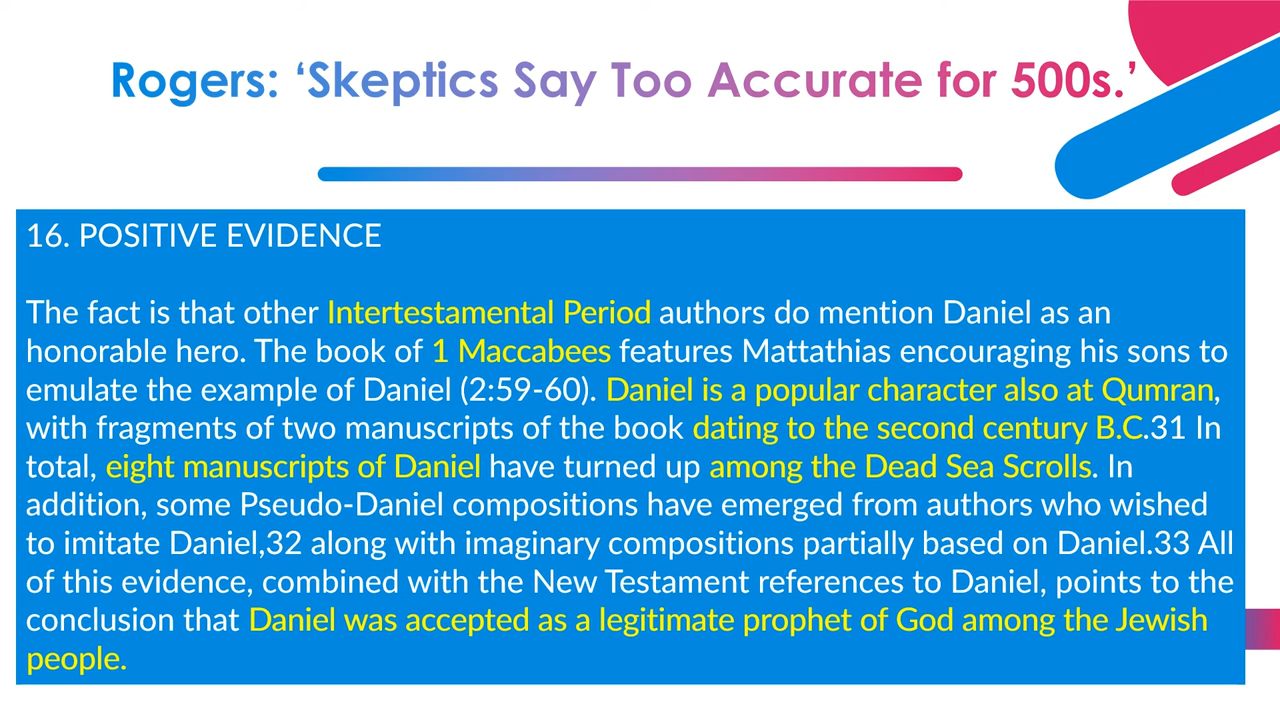 Rogers: ‘Skeptics Say Too Accurate for 500s.’
16. POSITIVE EVIDENCE
The fact is that other Intertestamental Period authors do mention Daniel as an
honorable hero. The book of 1 Maccabees features Mattathias encouraging his sons to
emulate the example of Daniel (2:59-60). Daniel is a popular character also at Qumran,
with fragments of two manuscripts of the book dating to the second century B.C.31 In
total, eight manuscripts of Daniel have turned up among the Dead Sea Scrolls. In
addition, some Pseudo-Daniel compositions have emerged from authors who wished
to imitate Daniel,32 along with imaginary compositions partially based on Daniel.33 All
of this evidence, combined with the New Testament references to Daniel, points to the
conclusion that Daniel was accepted as a legitimate prophet of God among the Jewish
people.